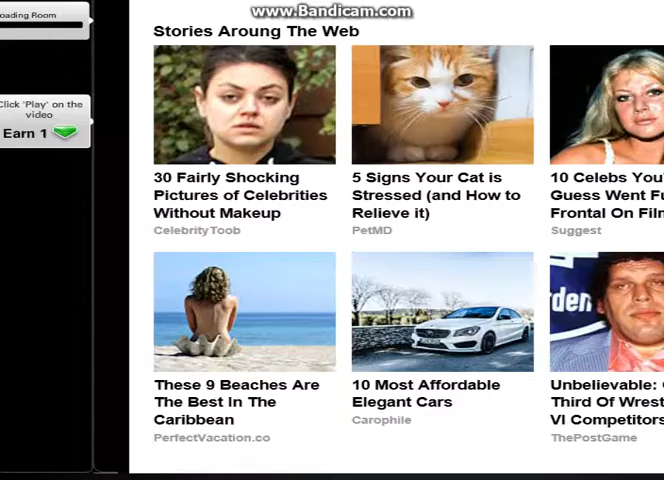 www.Bandicam.com
oading Room
Click 'Play' on the
video
Earn 1
Stories Aroung The Web
30 Fairly Shocking
Pictures of Celebrities
Without Makeup
CelebrityToob
5 Signs Your Cat is
Stressed (and How to
Relieve it)
PetMD
10 Celebs You'
Guess Went Fu
Frontal On Film
Suggest
These 9 Beaches Are
The Best In The
Caribbean
PerfectVacation.co
10 Most Affordable
Elegant Cars
Carophile
den
Unbelievable:
Third Of Wrest
VI Competitors
ThePostGame